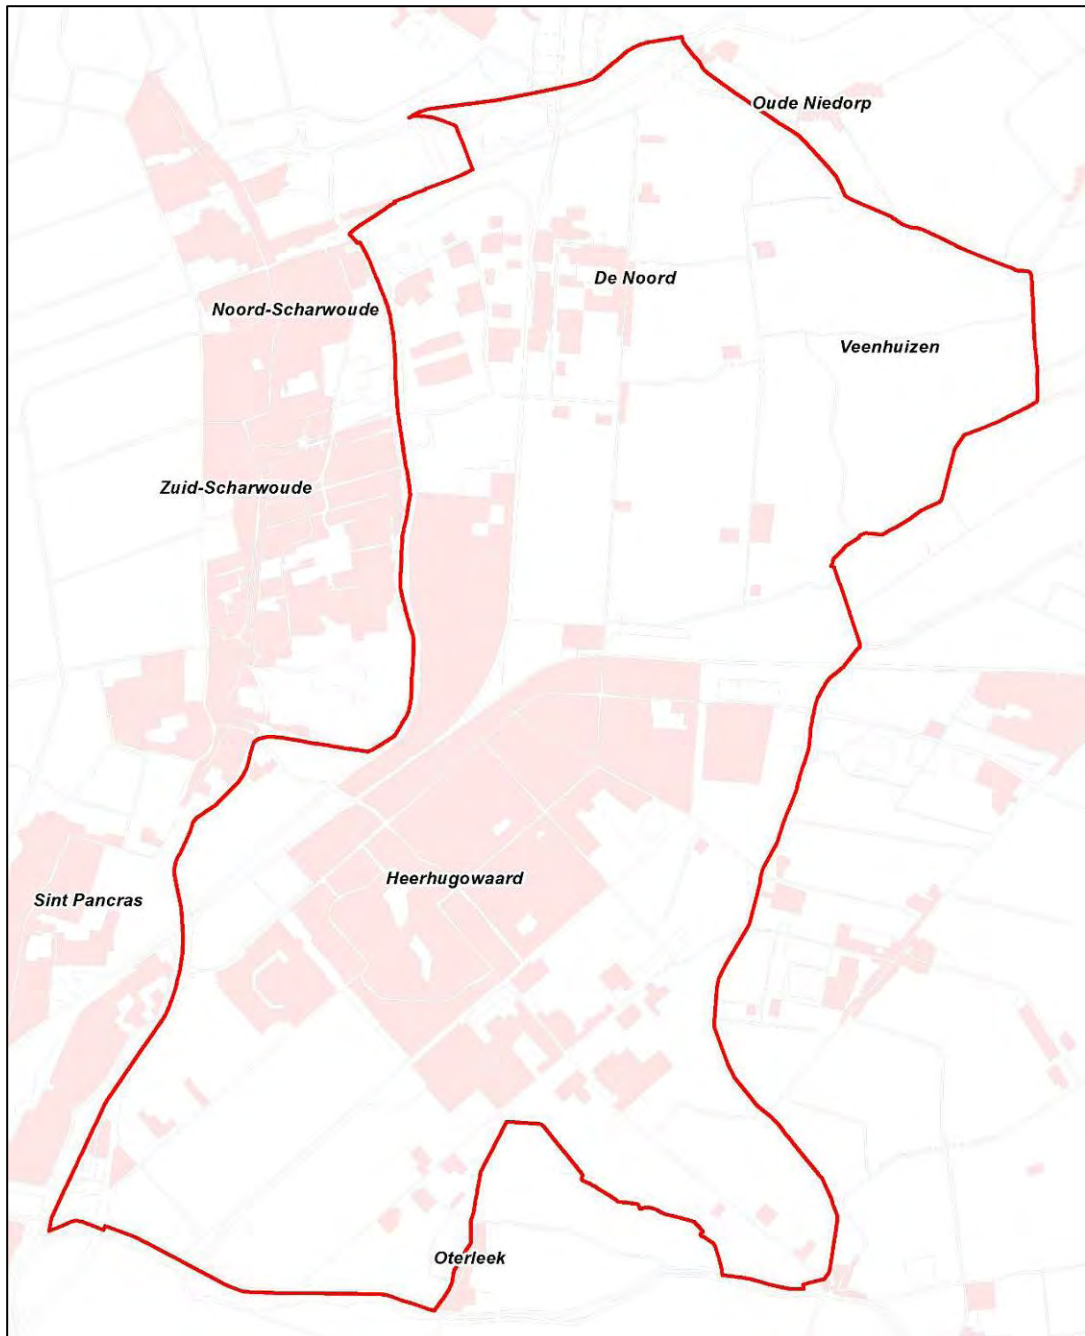 Oude Niedorp
De Noord
Noord-Scharwoude
Veenhuizen
Zuid-Scharwoude
Heerhugowaard
Sint Pancras
Oterleek